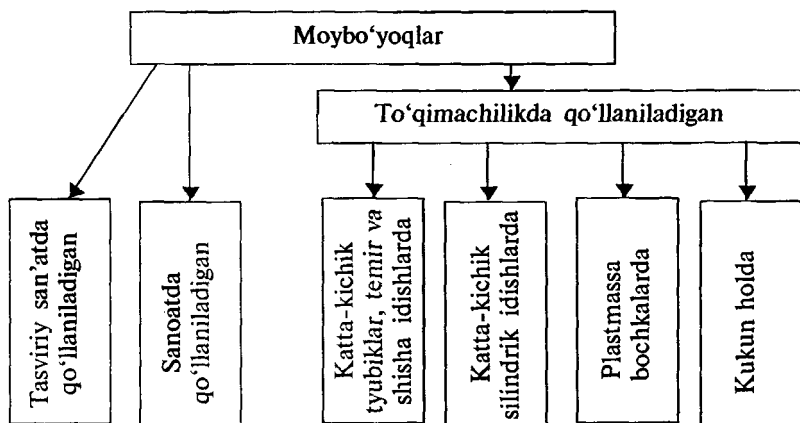 Moybo‘yoqlar
To‘qimachilikda qo‘llaniladigan
Tasviriy san’atda
qo‘llaniladigan
Sanoatda
qo‘llaniladigan
Katta-kichik
tyubiklar, temir va
shisha idishlarda
Katta-kichik
silindrik idishlarda
Plastmassa
bochkalarda
Kukun holda